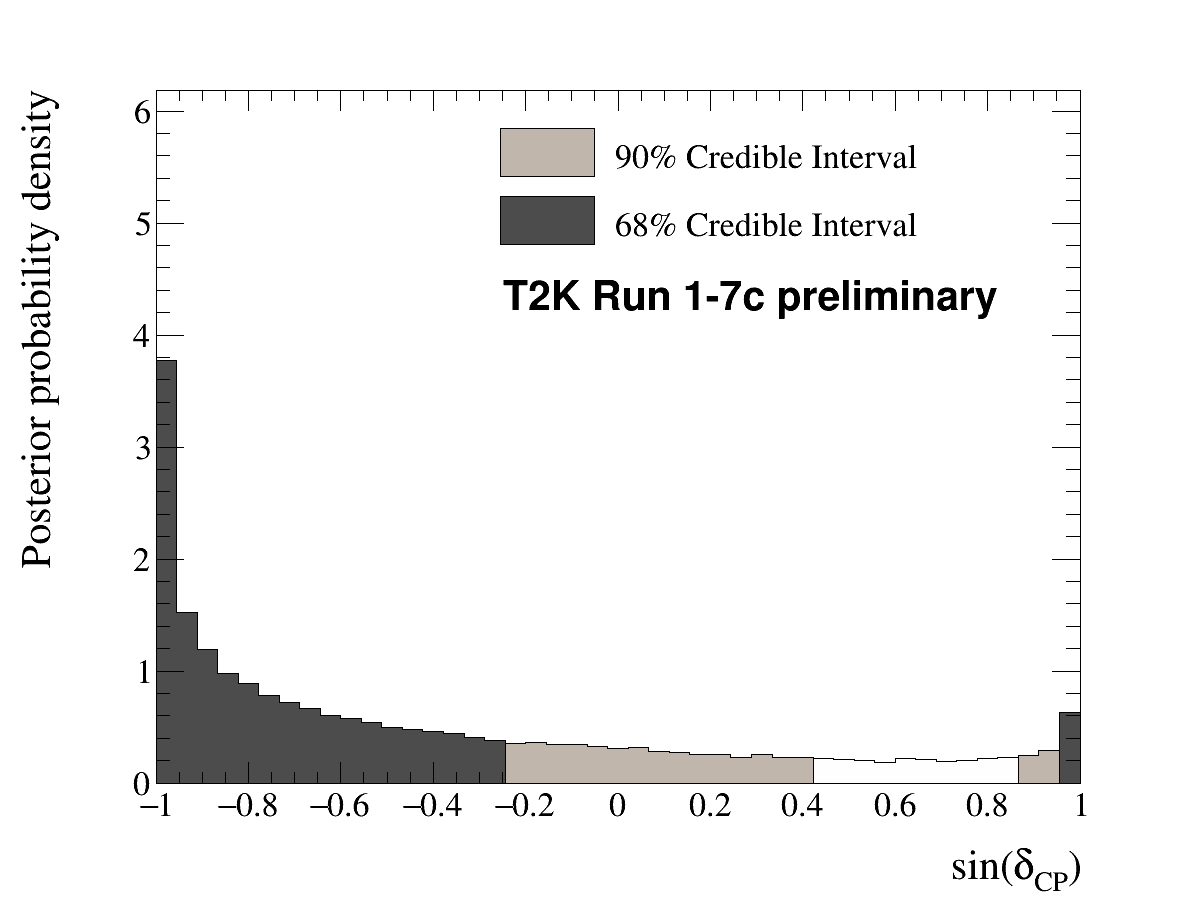 Posterior probability density
6
5
4
3
2
1
0
90% Credible Interval
68% Credible Interval
T2K Run 1-7c preliminary
−1 −0.8 −0.6 −0.4 −0.2 0 0.2 0.4 0.6 0.8 1
sin(δCP)